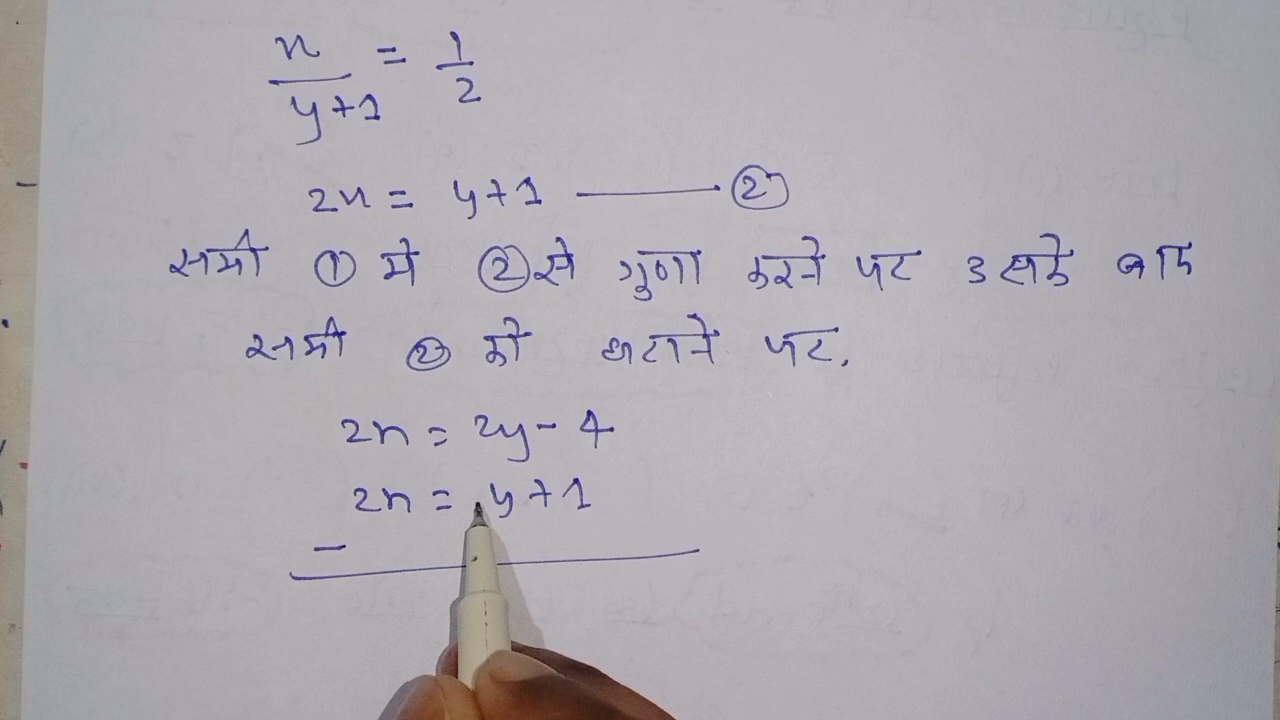 x/(y+1) = 1/2
2x = y+1 ——— ②
समी ① में ② से गुणा करने पर उसके बाद
समी ② को घटाने पर.
2x = 2y - 4
2x = y+1
-